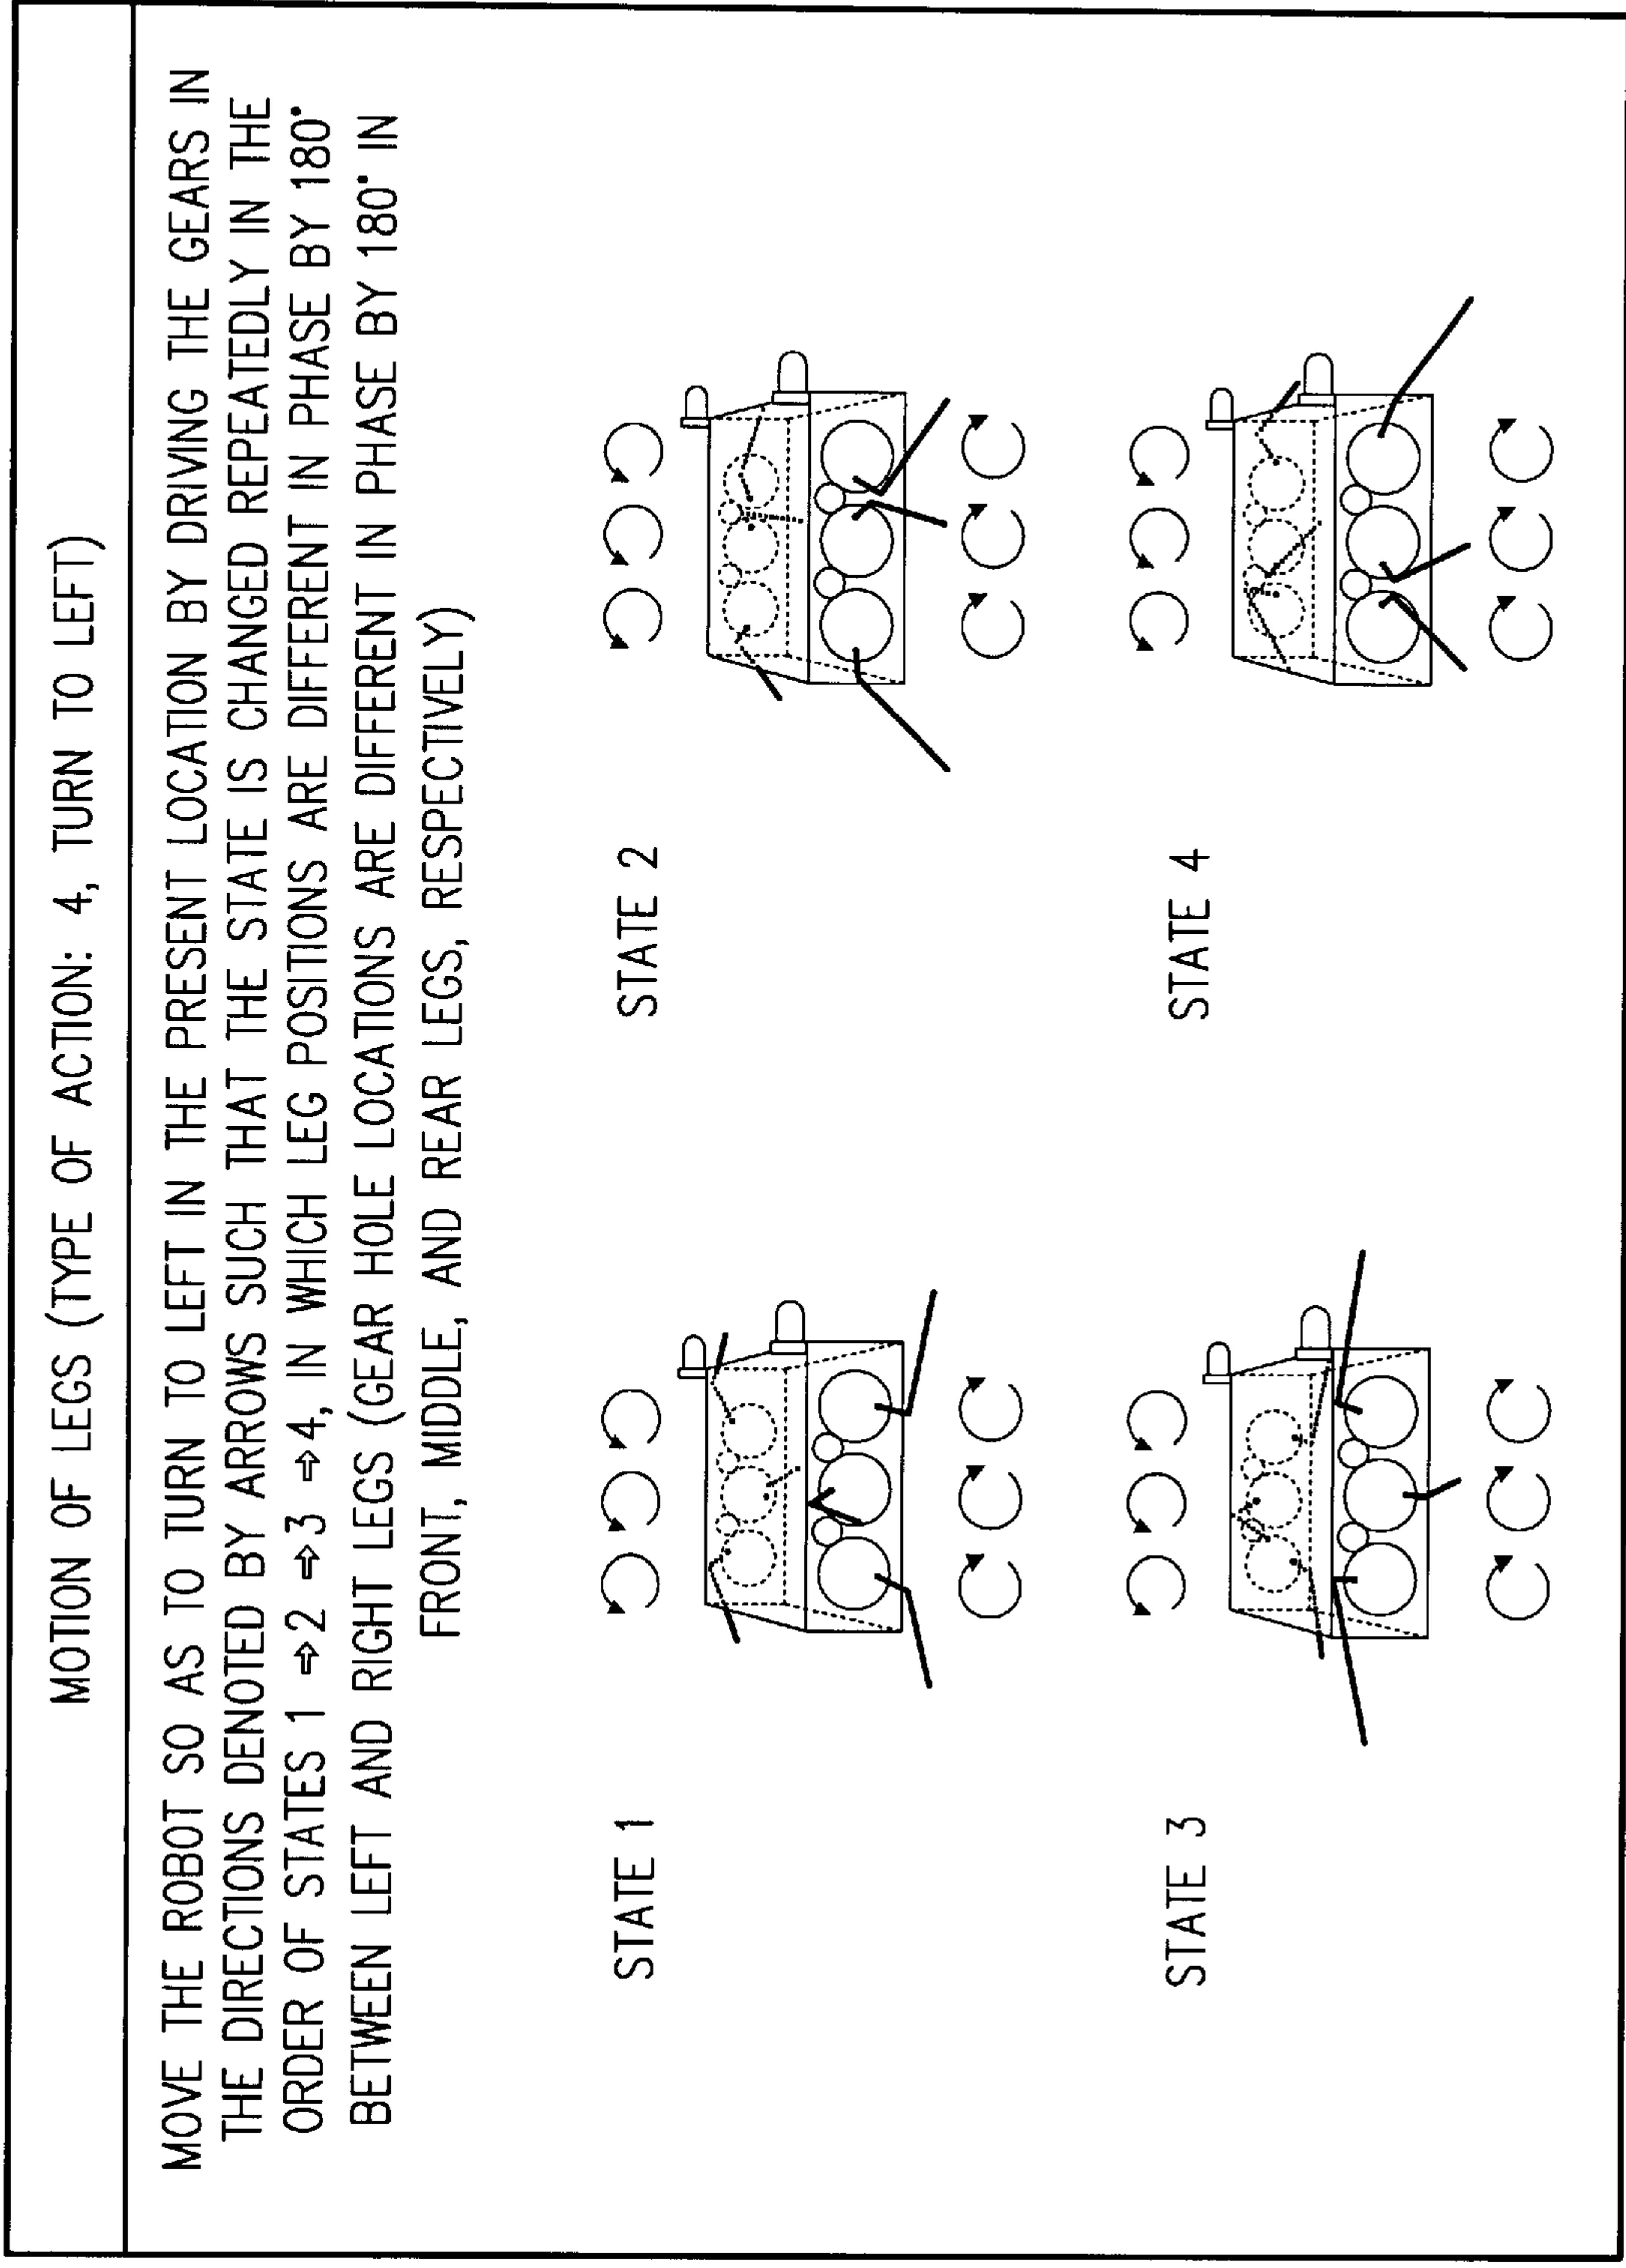 MOTION OF LEGS (TYPE OF ACTION: 4, TURN TO LEFT)
MOVE THE ROBOT SO AS TO TURN TO LEFT IN THE PRESENT LOCATION BY DRIVING THE GEARS IN
THE DIRECTIONS DENOTED BY ARROWS SUCH THAT THE STATE IS CHANGED REPEATEDLY IN THE
ORDER OF STATES 1 ⇨2 ⇨3 ⇨4, IN WHICH LEG POSITIONS ARE DIFFERENT IN PHASE BY 180°
BETWEEN LEFT AND RIGHT LEGS (GEAR HOLE LOCATIONS ARE DIFFERENT IN PHASE BY 180° IN
FRONT, MIDDLE, AND REAR LEGS, RESPECTIVELY)
STATE 1
STATE 2
STATE 3
STATE 4